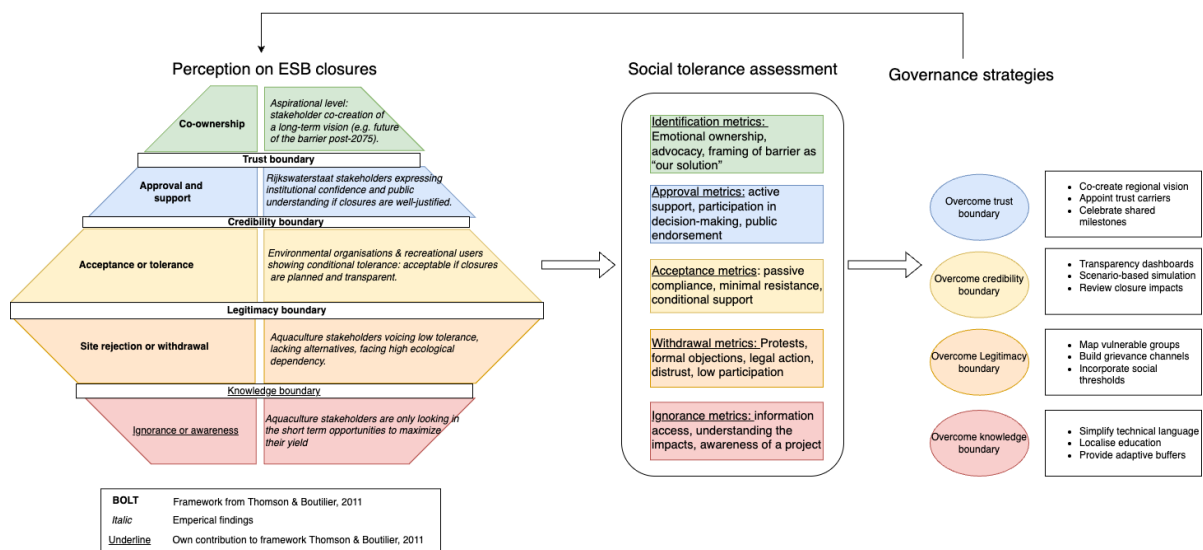 Perception on ESB closures
Co-ownership
Aspirational level:
stakeholder co-creation of
a long-term vision (e.g. future
of the barrier post-2075).
Trust boundary
Approval and
support
Rijkswaterstaat stakeholders expressing
institutional confidence and public
understanding if closures are well-justified.
Credibility boundary
Acceptance or tolerance
Environmental organisations & recreational users
showing conditional tolerance: acceptable if closures
are planned and transparent.
Legitimacy boundary
Site rejection or withdrawal
Aquaculture stakeholders voicing low tolerance,
lacking alternatives, facing high ecological
dependency.
Knowledge boundary
Ignorance or awareness
Aquaculture stakeholders are only looking in
the short term opportunities to maximize
their yield
BOLT Framework from Thomson & Boutilier, 2011
Italic Emperical findings
Underline Own contribution to framework Thomson & Boutilier, 2011
Social tolerance assessment
Identification metrics:
Emotional ownership,
advocacy, framing of barrier as
“our solution”
Approval metrics: active
support, participation in
decision-making, public
endorsement
Acceptance metrics: passive
compliance, minimal resistance,
conditional support
Withdrawal metrics: Protests,
formal objections, legal action,
distrust, low participation
Ignorance metrics: information
access, understanding the
impacts, awareness of a project
Governance strategies
Overcome trust
boundary
• Co-create regional vision
• Appoint trust carriers
• Celebrate shared
milestones
Overcome credibility
boundary
• Transparency dashboards
• Scenario-based simulation
• Review closure impacts
Overcome Legitimacy
boundary
• Map vulnerable groups
• Build grievance channels
• Incorporate social
thresholds
Overcome knowledge
boundary
• Simplify technical language
• Localise education
• Provide adaptive buffers